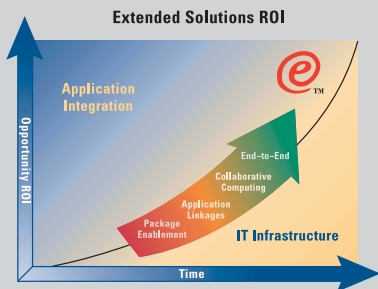 Extended Solutions ROI
Application
Integration
e
TM
Opportunity ROI
End-to-End
Collaborative
Computing
Application
Linkages
Package
Enablement
IT Infrastructure
Time